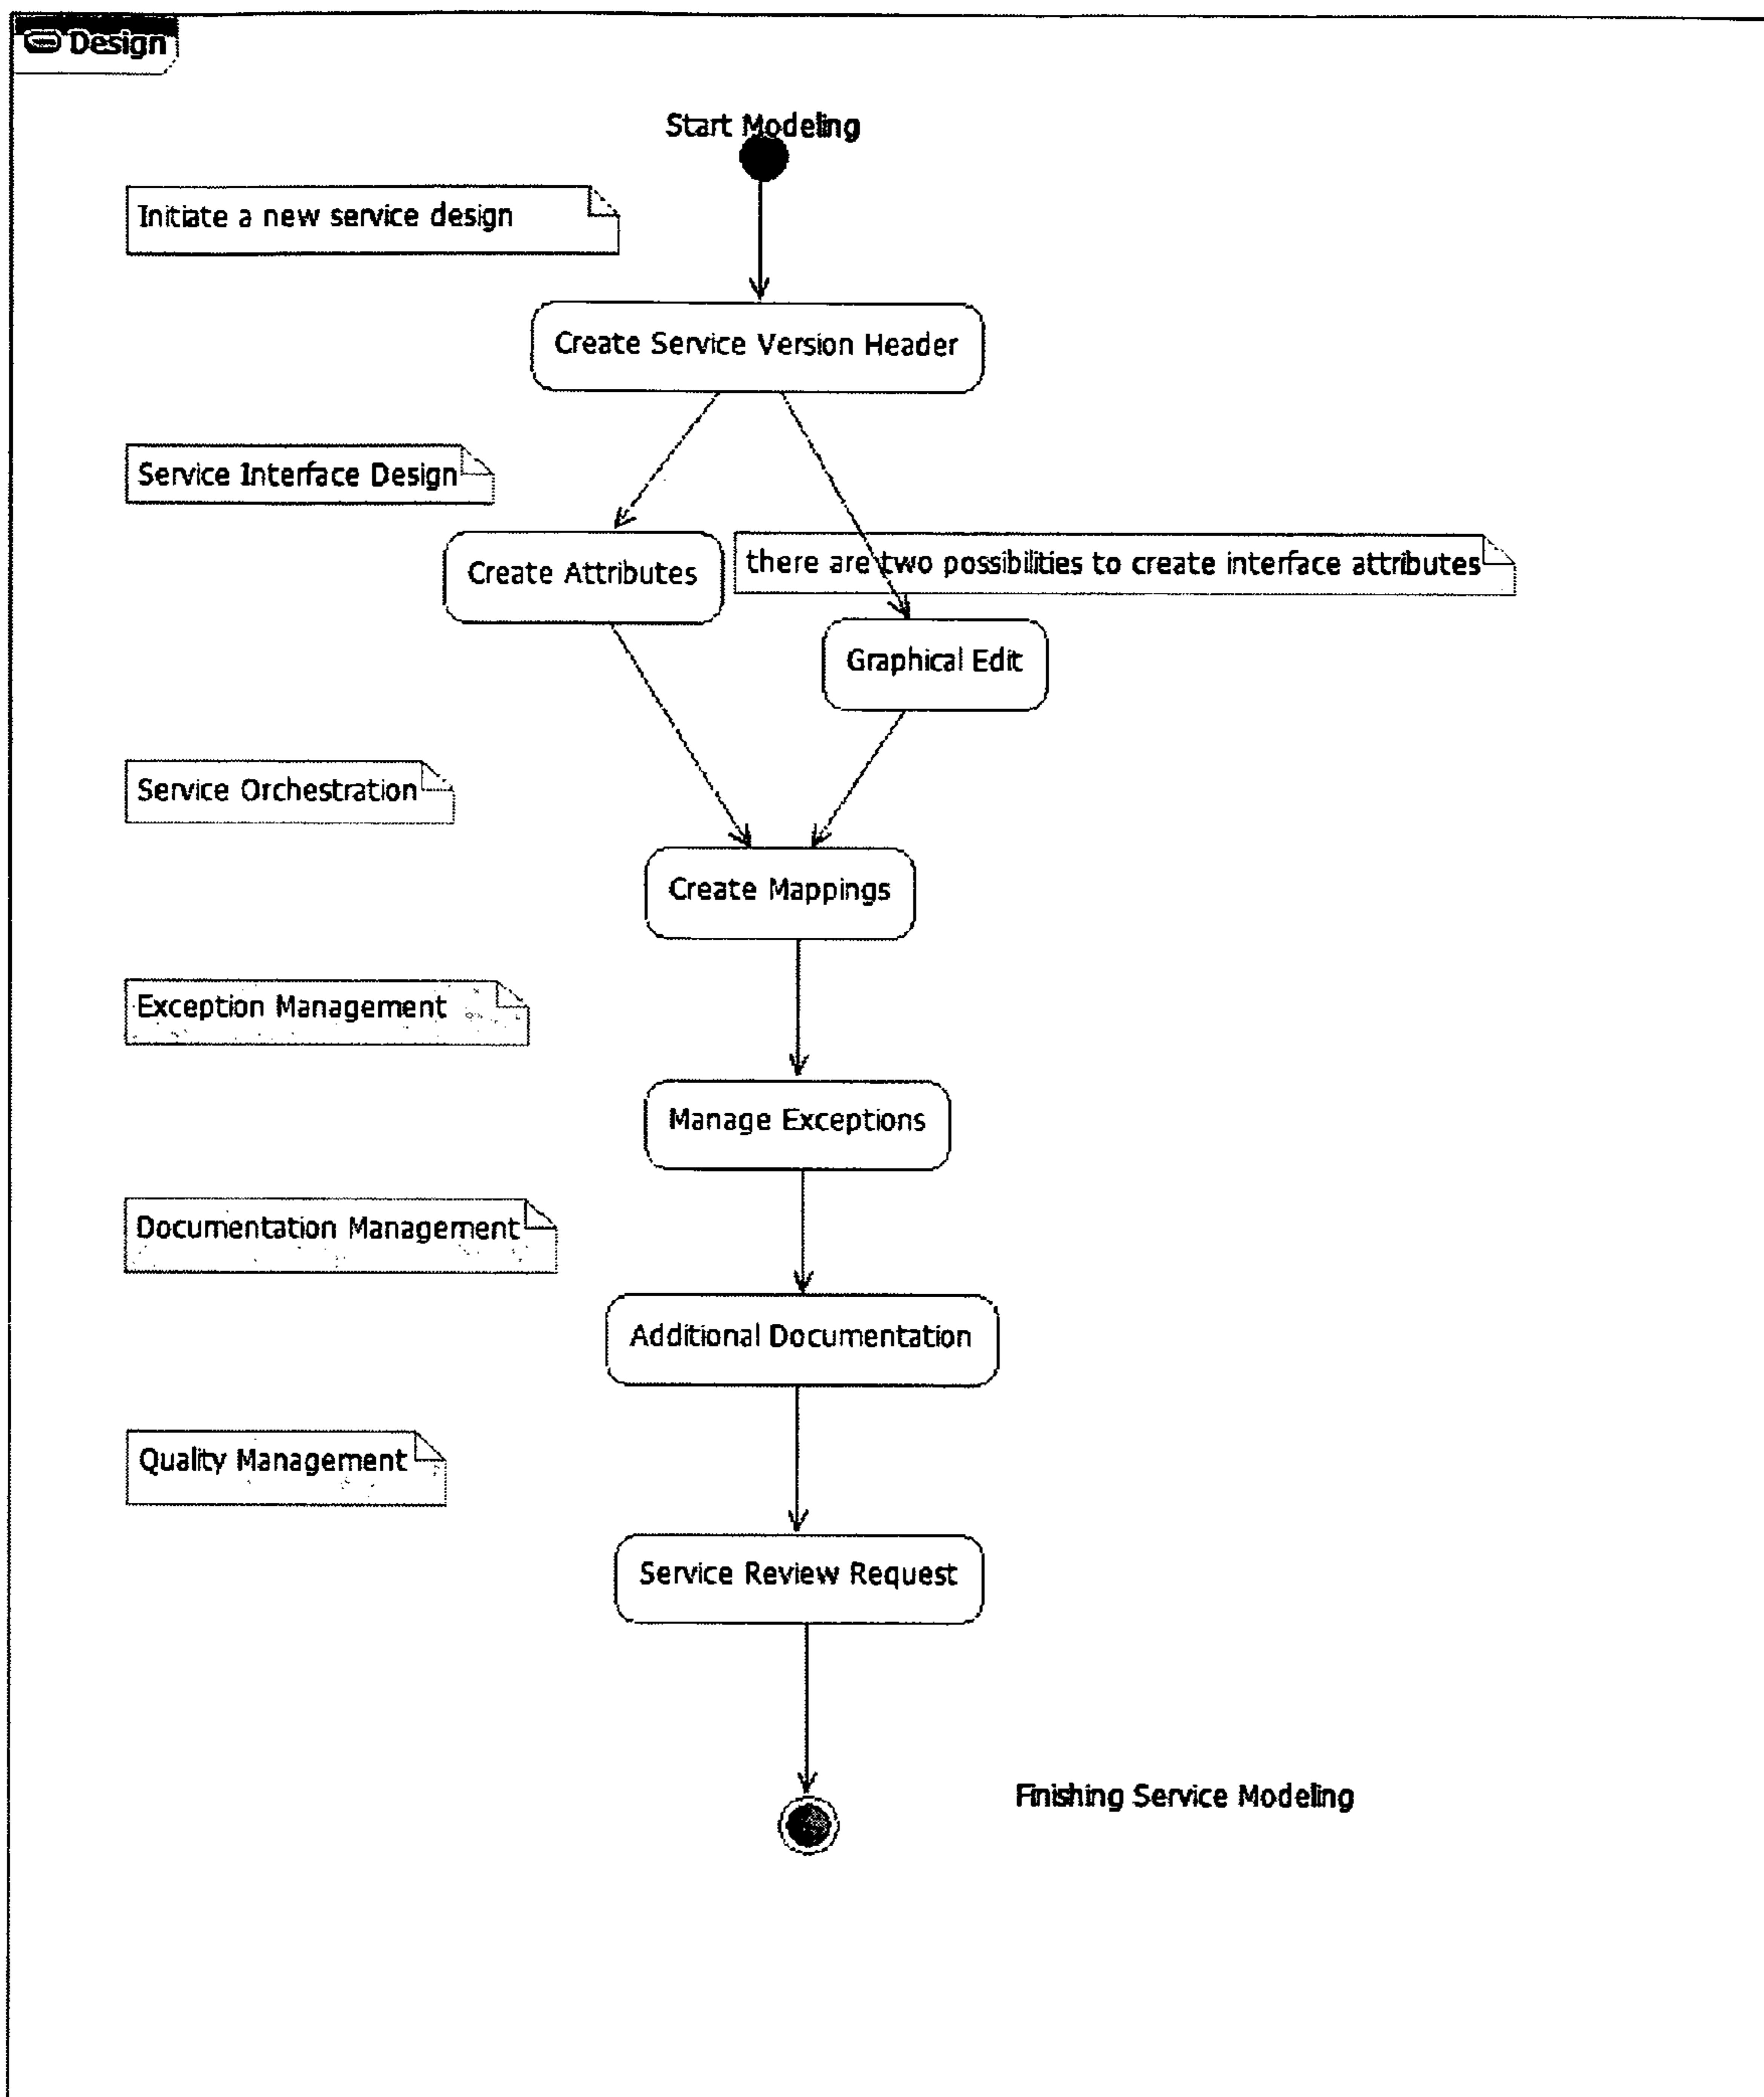 Design
Start Modeling
Initiate a new service design
Create Service Version Header
Service Interface Design
there are two possibilities to create interface attributes
Create Attributes
Graphical Edit
Service Orchestration
Create Mappings
Exception Management
Manage Exceptions
Documentation Management
Additional Documentation
Quality Management
Service Review Request
Finishing Service Modeling